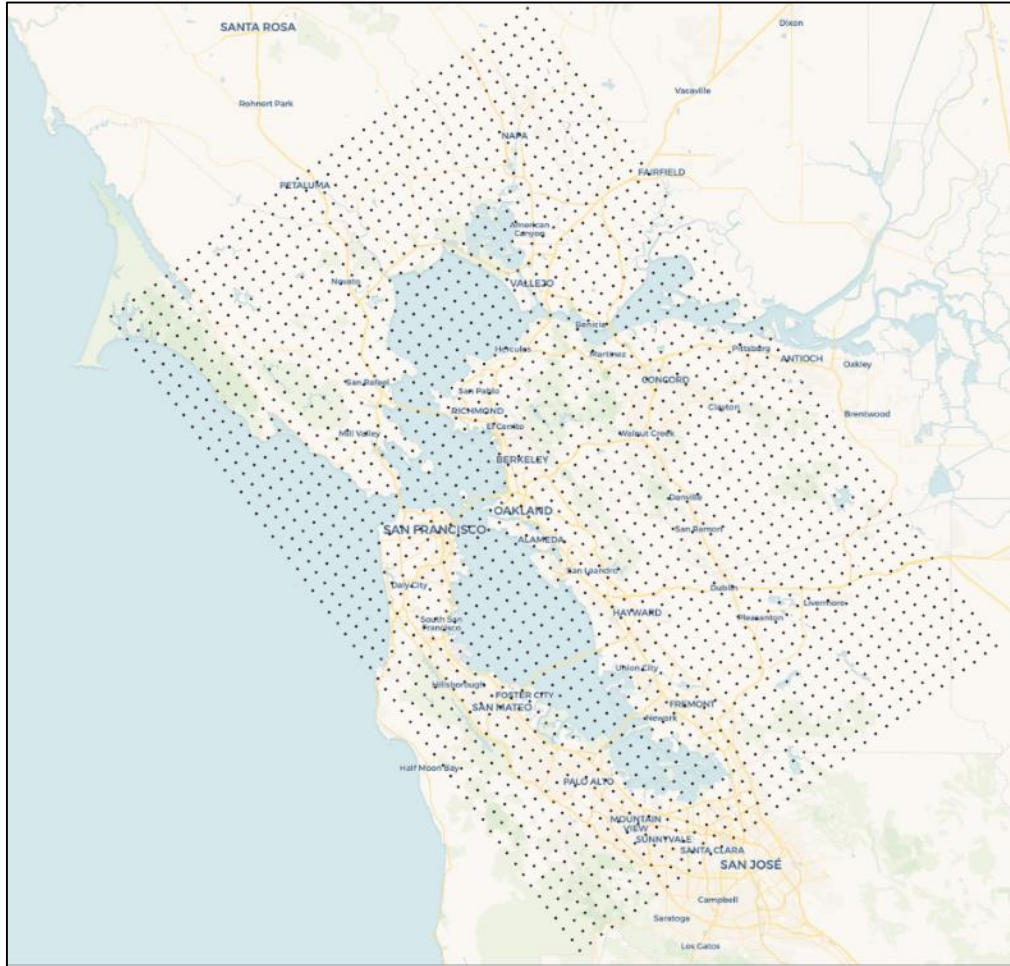 Dixon
SANTA ROSA
Vacaville
Rohnert Park
NAPA
FAIRFIELD
PETALUMA
American
Canyon
Novato
VALLEJO
Benicia
Hercules
Martinez
Pittsburg
ANTIOCH
Oakley
San Rafael
CONCORD
San Pablo
RICHMOND
Clayton
Brentwood
El Cerrito
Mill Valley
Walnut Creek
BERKELEY
Danville
OAKLAND
SAN FRANCISCO
San Ramon
ALAMEDA
San Leandro
Daly City
Dublin
Livermore
HAYWARD
Pleasanton
South San
Francisco
Union City
Hillsborough
FOSTER CITY
SAN MATEO
FREMONT
Newark
Half Moon Bay
PALO ALTO
MOUNTAIN
VIEW
SUNNYVALE
SANTA CLARA
SAN JOSÉ
Campbell
Saratoga
Los Gatos